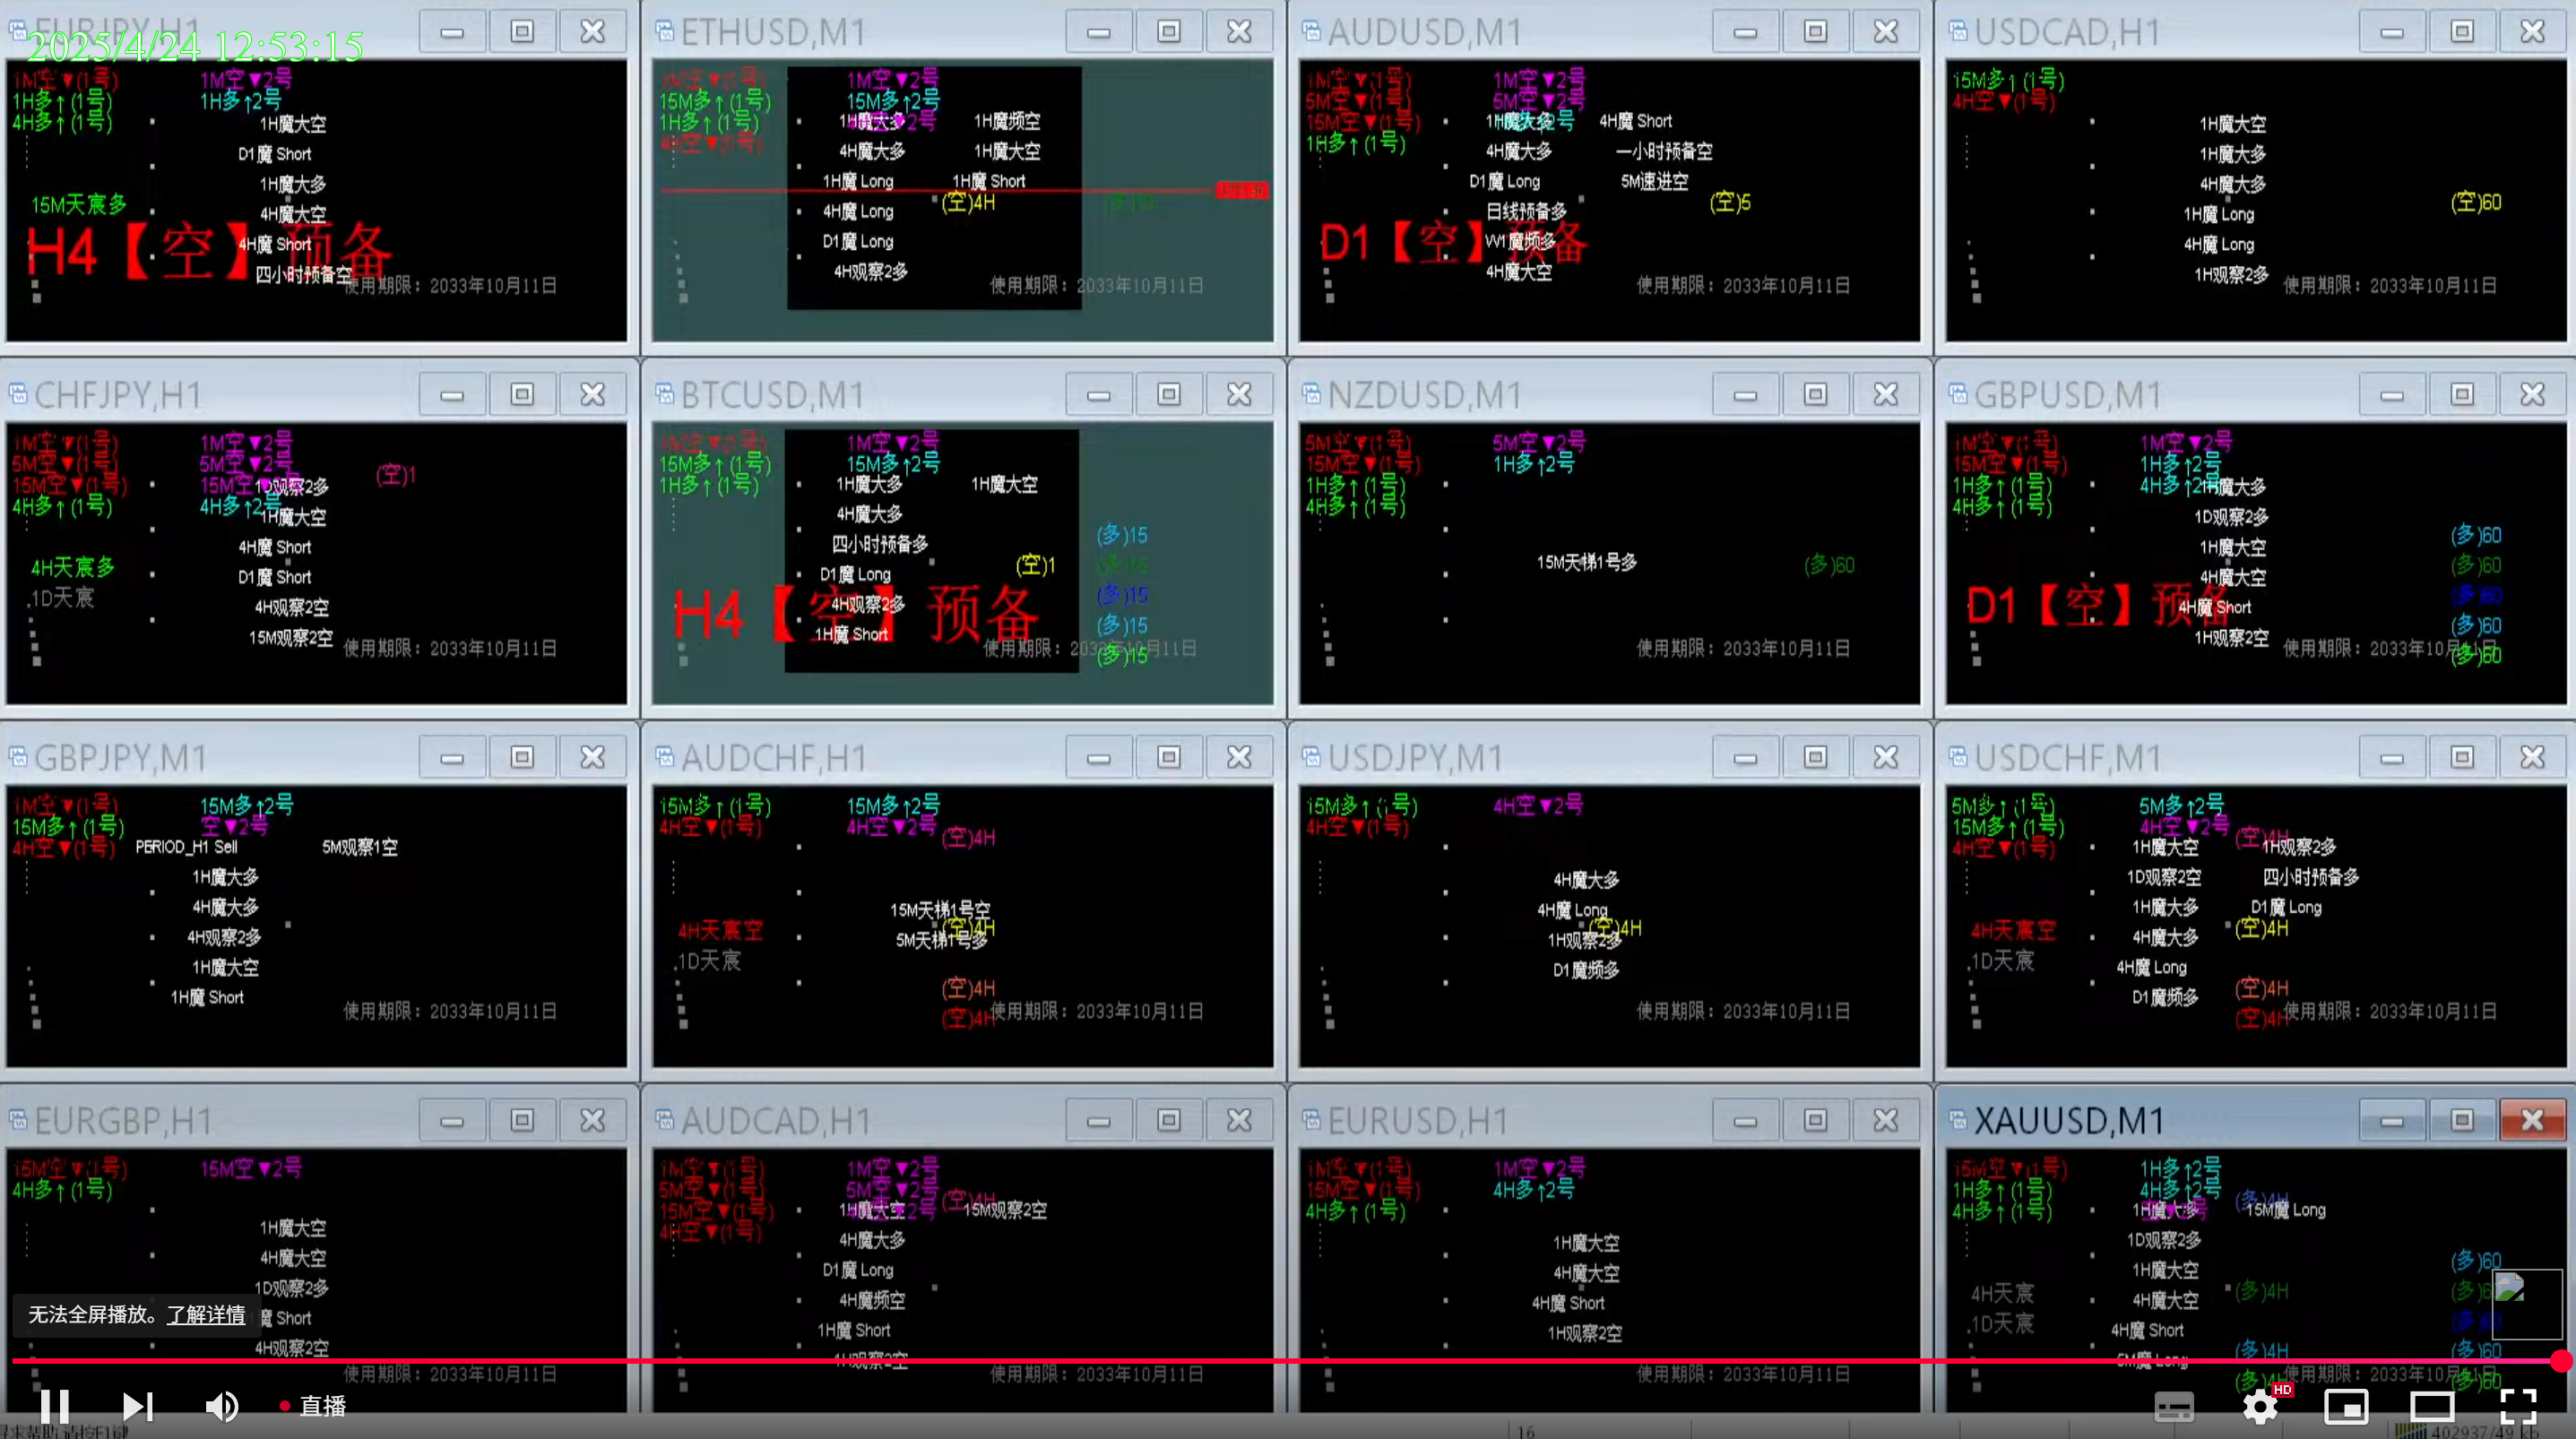 EURJPY,H1
2025/4/24 12:53:15
1M空▼(1号)
1M空▼2号
1H多↑(1号)
1H多↑2号
4H多↑(1号)
1H魔大空
D1魔 Short
1H魔大多
15M天宸多
4H魔大空
H4【空】预备
4H魔 Short
四小时预备空
使用期限：2033年10月11日
ETHUSD,M1
1M空▼(1号)
1M空▼2号
15M多↑(1号)
15M多↑2号
1H多↑(1号)
1H魔大多
1H魔频空
4H空▼(1号)
4H魔大多
1H魔大空
1H魔 Long
1H魔 Short
(空)4H
4H魔 Long
D1魔 Long
4H观察2多
使用期限：2033年10月11日
AUDUSD,M1
1M空▼(1号)
1M空▼2号
5M空▼(1号)
5M空▼2号
15M空▼(1号)
1H魔大多
4H魔 Short
1H多↑(1号)
4H魔大多
一小时预备空
D1魔 Long
5M速进空
(空)5
日线预备多
D1【空】预备
W1魔频多
4H魔大空
使用期限：2033年10月11日
USDCAD,H1
15M多↑(1号)
4H空▼(1号)
1H魔大空
1H魔大多
4H魔大多
(空)60
1H魔 Long
4H魔 Long
1H观察2多
使用期限：2033年10月11日
CHFJPY,H1
1M空▼(1号)
1M空▼2号
5M空▼(1号)
5M空▼2号
(空)1
15M空▼(1号)
15M空▼
1D观察2多
4H多↑(1号)
4H多↑2号
1H魔大空
4H魔 Short
4H天宸多
D1魔 Short
.1D天宸
4H观察2空
15M观察2空
使用期限：2033年10月11日
BTCUSD,M1
1M空▼(1号)
1M空▼2号
15M多↑(1号)
15M多↑2号
1H多↑(1号)
1H魔大多
1H魔大空
4H魔大多
(多)15
四小时预备多
(空)1
(多)15
D1魔 Long
(多)15
4H观察2多
H4【空】预备
(多)15
1H魔 Short
(多)15
使用期限：2033年10月11日
NZDUSD,M1
5M空▼(1号)
5M空▼2号
15M空▼(1号)
1H多↑2号
1H多↑(1号)
4H多↑(1号)
15M天梯1号多
(多)60
使用期限：2033年10月11日
GBPUSD,M1
1M空▼(1号)
1M空▼2号
15M空▼(1号)
1H多↑2号
1H多↑(1号)
4H多↑2号
1H魔大多
4H多↑(1号)
1D观察2多
(多)60
1H魔大空
(多)60
4H魔大空
(多)60
D1【空】预备
4H魔 Short
(多)60
1H观察2空
(多)60
使用期限：2033年10月11日
GBPJPY,M1
1M空▼(1号)
15M多↑2号
15M多↑(1号)
空▼2号
4H空▼(1号)
PERIOD_H1 Sell
5M观察1空
1H魔大多
4H魔大多
4H观察2多
1H魔大空
1H魔 Short
使用期限：2033年10月11日
AUDCHF,H1
15M多↑(1号)
15M多↑2号
4H空▼(1号)
4H空▼2号
(空)4H
15M天梯1号空
4H天宸空
(空)4H
5M天梯1号多
.1D天宸
(空)4H
(空)4H
使用期限：2033年10月11日
USDJPY,M1
15M多↑(1号)
4H空▼2号
4H空▼(1号)
4H魔大多
4H魔 Long
(空)4H
1H观察2多
D1魔频多
使用期限：2033年10月11日
USDCHF,M1
5M多↑(1号)
5M多↑2号
15M多↑(1号)
4H空▼2号
(空)4H
4H空▼(1号)
1H魔大空
1H观察2多
1D观察2空
四小时预备多
1H魔大多
D1魔 Long
4H天宸空
(空)4H
4H魔大多
.1D天宸
4H魔 Long
(空)4H
D1魔频多
(空)4H
使用期限：2033年10月11日
EURGBP,H1
15M空▼(1号)
15M空▼2号
4H多↑(1号)
1H魔大空
4H魔大空
1D观察2多
魔 Short
4H观察2空
使用期限：2033年10月11日
AUDCAD,H1
1M空▼(1号)
1M空▼2号
5M空▼(1号)
5M空▼2号
(空)4H
15M空▼(1号)
1H魔大空
15M观察2空
4H空▼(1号)
4H魔大多
D1魔 Long
4H魔频空
1H魔 Short
1H观察2空
使用期限：2033年10月11日
EURUSD,H1
1M空▼(1号)
1M空▼2号
15M空▼(1号)
4H多↑2号
4H多↑(1号)
1H魔大空
4H魔大空
4H魔 Short
1H观察2空
使用期限：2033年10月11日
XAUUSD,M1
15M空▼(1号)
1H多↑2号
1H多↑(1号)
4H多↑2号
(多)4H
4H多↑(1号)
1H魔大多
15M魔 Long
1D观察2多
1H魔大空
(多)60
4H天宸
4H魔大空
(多)4H
.1D天宸
4H魔 Short
5M魔 Long
(多)4H
(多)60
(多)60
使用期限：2033年10月11日
无法全屏播放。了解详情
直播
HD
16
402937/49 kb